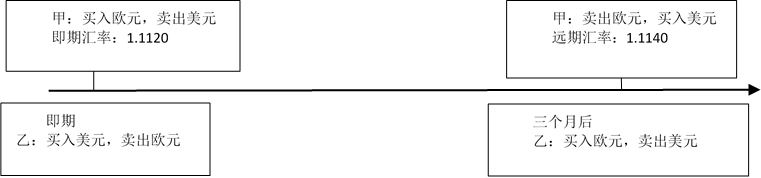 甲：买入欧元，卖出美元
即期汇率：1.1120
甲：卖出欧元，买入美元
远期汇率：1.1140
即期
乙：买入美元，卖出欧元
三个月后
乙：买入欧元，卖出美元